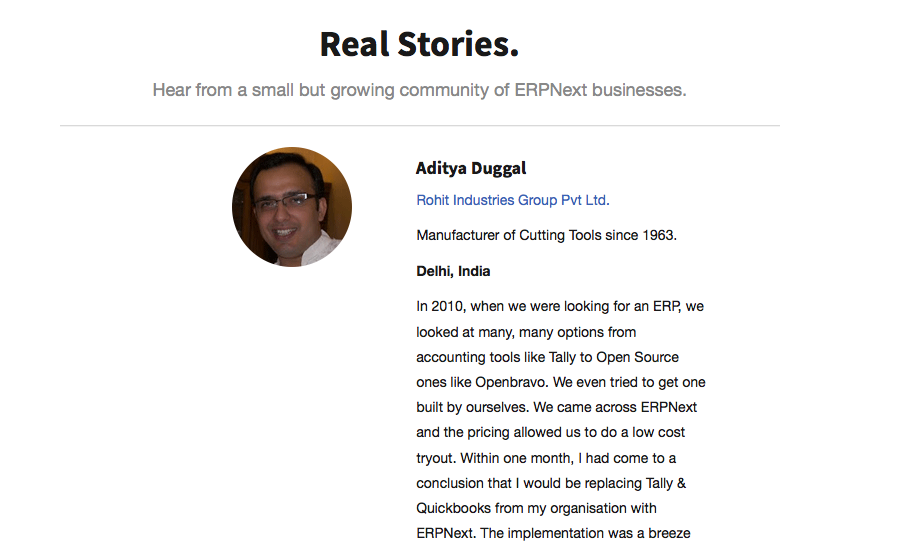 Real Stories.
Hear from a small but growing community of ERPNext businesses.
Aditya Duggal
Rohit Industries Group Pvt Ltd.
Manufacturer of Cutting Tools since 1963.
Delhi, India
In 2010, when we were looking for an ERP, we
looked at many, many options from
accounting tools like Tally to Open Source
ones like Openbravo. We even tried to get one
built by ourselves. We came across ERPNext
and the pricing allowed us to do a low cost
tryout. Within one month, I had come to a
conclusion that I would be replacing Tally &
Quickbooks from my organisation with
ERPNext. The implementation was a breeze